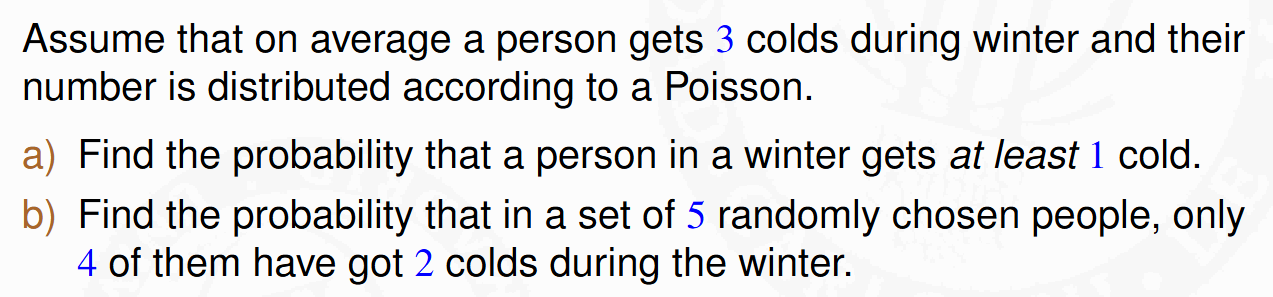 Assume that on average a person gets 3 colds during winter and their
number is distributed according to a Poisson.
a) Find the probability that a person in a winter gets at least 1 cold.
b) Find the probability that in a set of 5 randomly chosen people, only
4 of them have got 2 colds during the winter.